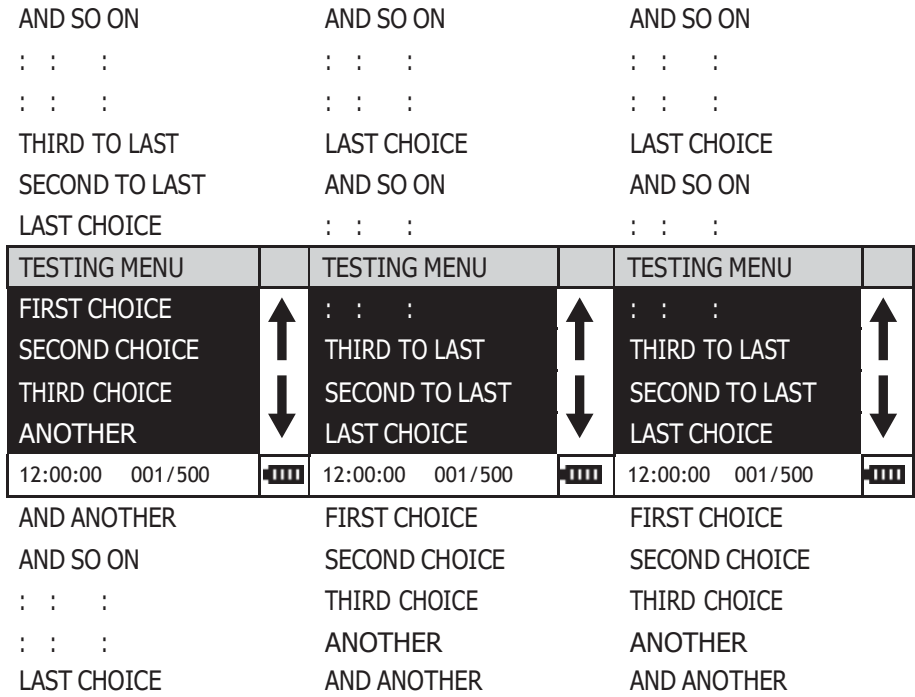 AND SO ON AND SO ON AND SO ON
: : : : : : : : :
: : : : : : : : :
THIRD TO LAST LAST CHOICE LAST CHOICE
SECOND TO LAST AND SO ON AND SO ON
LAST CHOICE : : : : : :
TESTING MENU TESTING MENU TESTING MENU
FIRST CHOICE : : : : : :
SECOND CHOICE THIRD TO LAST THIRD TO LAST
THIRD CHOICE SECOND TO LAST SECOND TO LAST
ANOTHER LAST CHOICE LAST CHOICE
12:00:00 001/500 12:00:00 001/500 12:00:00 001/500
AND ANOTHER FIRST CHOICE FIRST CHOICE
AND SO ON SECOND CHOICE SECOND CHOICE
: : : THIRD CHOICE THIRD CHOICE
: : : ANOTHER ANOTHER
LAST CHOICE AND ANOTHER AND ANOTHER